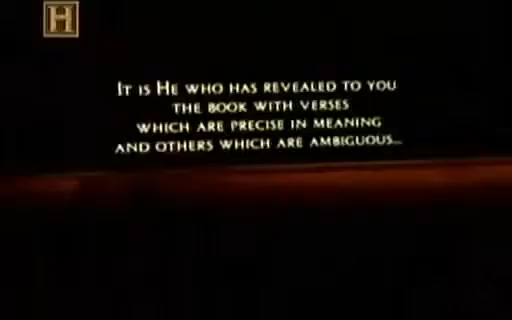 H
It is He who has revealed to you
the book with verses
which are precise in meaning
and others which are ambiguous...